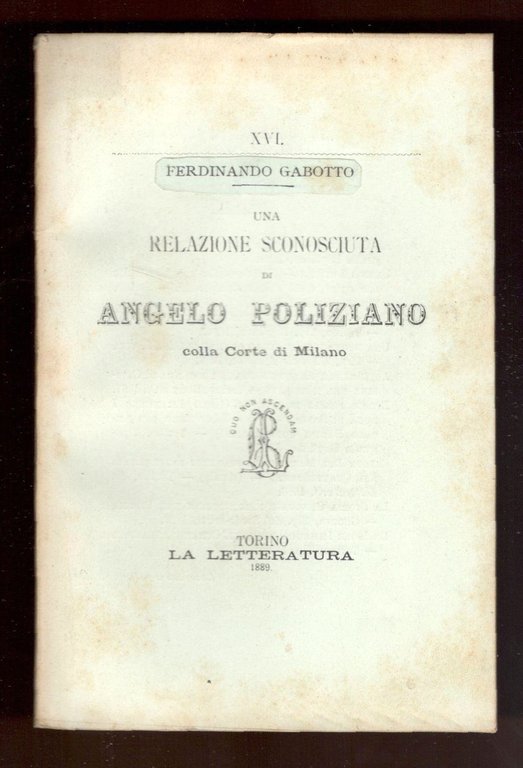 XVI.
FERDINANDO GABOTTO
UNA
RELAZIONE SCONOSCIUTA
DI
ANGELO POLIZIANO
colla Corte di Milano
QUO NON ASCENDAM
TORINO
LA LETTERATURA
1889.